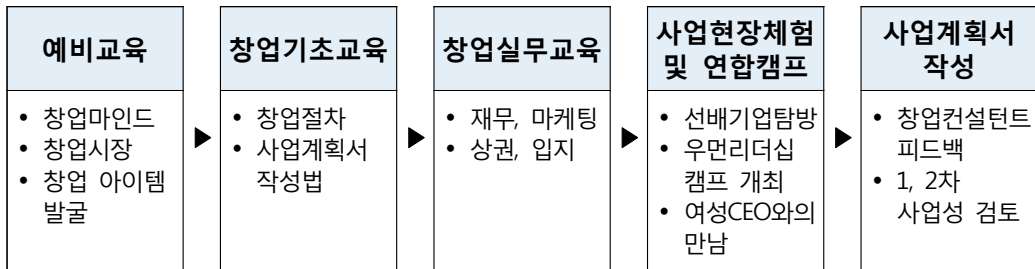 예비교육
• 창업마인드
• 창업시장
• 창업 아이템
발굴
창업기초교육
• 창업절차
• 사업계획서
작성법
창업실무교육
• 재무, 마케팅
• 상권, 입지
사업현장체험
및 연합캠프
• 선배기업탐방
• 우먼리더십
캠프 개최
• 여성CEO와의
만남
사업계획서
작성
• 창업컨설턴트
피드백
• 1, 2차
사업성 검토